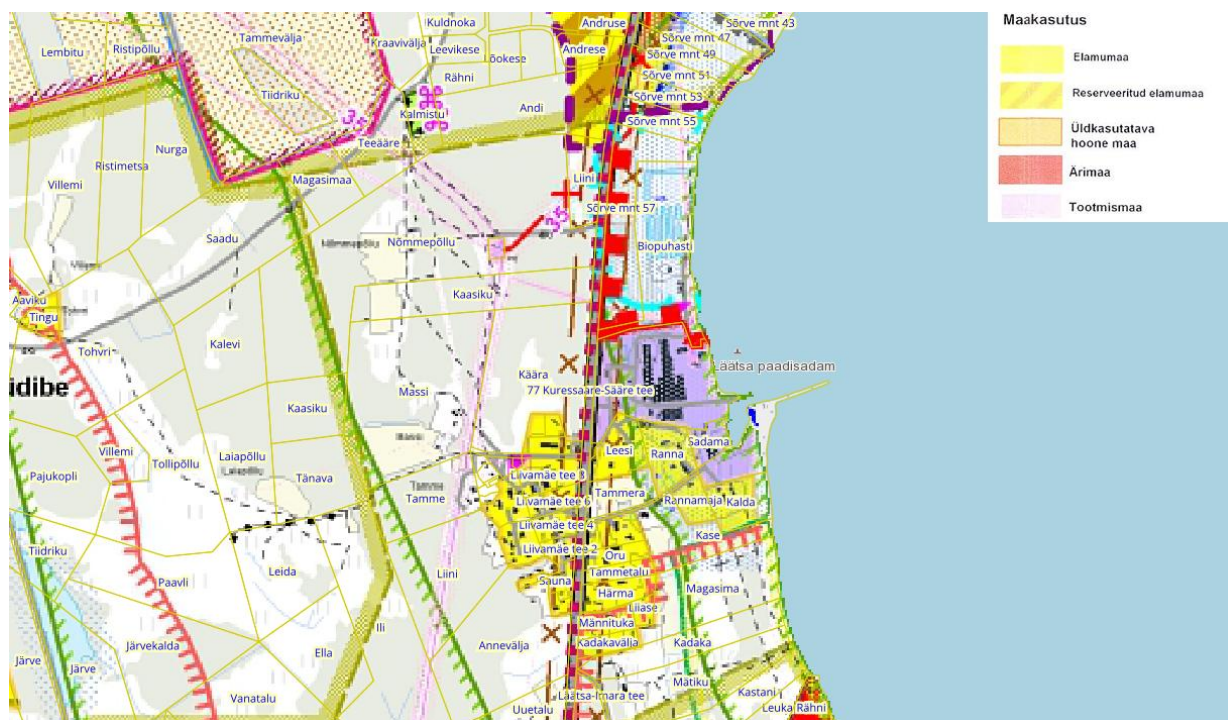 Maakasutus
Elamumaa
Reserveeritud elamumaa
Üldkasutatava
hoone maa
Ärimaa
Tootmismaa
Kuldnoka
Andruse
Sõrve mnt 43
Lembitu
Ristipõllu
Tammevälja
Kraavivälja
Leevikese
Lõokese
Andrese
Sõrve mnt 47
Sõrve mnt 49
Sõrve mnt 51
Rähni
Tiidriku
Sõrve mnt 53
Kalmistu
Andi
Sõrve mnt 55
Nurga
Teeääre
Ristimetsa
Magasimaa
Liini
Villemi
Sõrve mnt 57
Saadu
Nõmmepõllu
Biopuhasti
Kaasiku
Aaviku
Tingu
Tohvri
Kalevi
Läätsa paadisadam
Käära
Massi
77 Kuressaare-Sääre tee
Kaasiku
Villemi
Laiapõllu
Tollipõllu
Leesi
Ranna
Sadama
Pajukopli
Tänava
Liivamäe tee 8
Tamme
Tammera
Liivamäe tee 6
Rannamaja
Kalda
Liivamäe tee 4
Kase
Tiidriku
Liivamäe tee 2
Oru
Paavli
Leida
Liini
Sauna
Tammetalu
Härma
Magasima
Liiase
Ili
Männituka
Järvekalda
Ella
Annevälja
Kadakavälja
Kadaka
Järve
Järve
Vanatalu
Mätiku
Kastani
Läätsa-Imara tee
Uuetalu
Leuka
Rähni